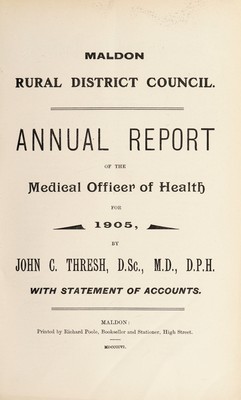 MALDON
RURAL DISTRICT COUNCIL.
ANNUAL REPORT
OF THE
Medical Officer of Health
FOR
1905,
BY
JOHN C. THRESH, D.Sc., M.D., D.P.H.
WITH STATEMENT OF ACCOUNTS.
MALDON:
Printed by Richard Poole, Bookseller and Stationer, High Street.
MDCCCCVI.